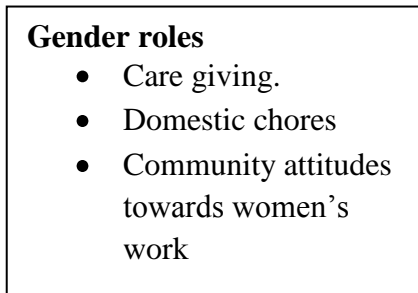 Gender roles
• Care giving.
• Domestic chores
• Community attitudes
towards women's
work